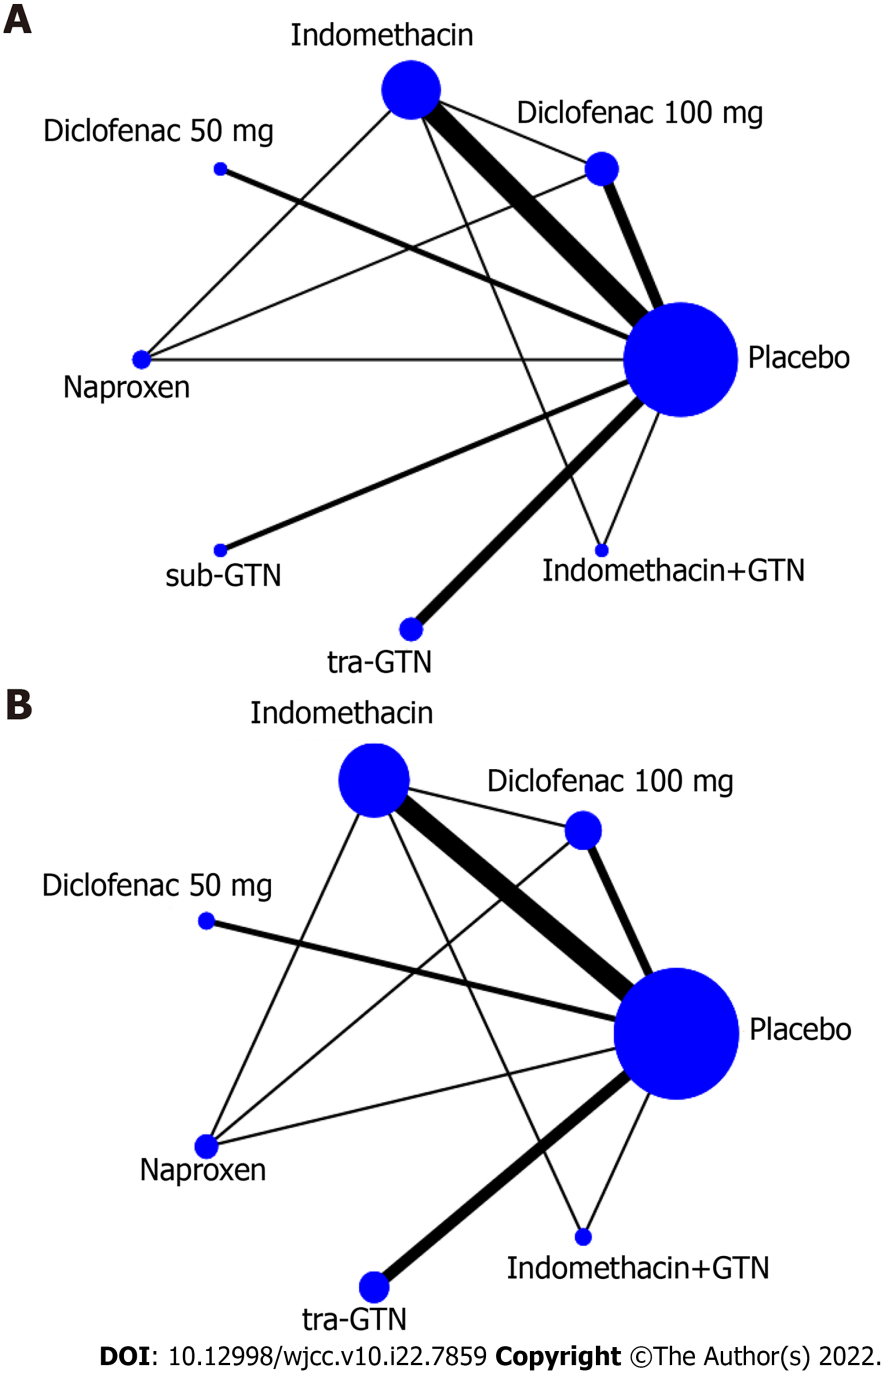 A
Indomethacin
Diclofenac 100 mg
Diclofenac 50 mg
Placebo
Naproxen
Indomethacin+GTN
sub-GTN
tra-GTN
B
Indomethacin
Diclofenac 100 mg
Diclofenac 50 mg
Placebo
Naproxen
Indomethacin+GTN
tra-GTN
DOI: 10.12998/wjcc.v10.i22.7859 Copyright ©The Author(s) 2022.